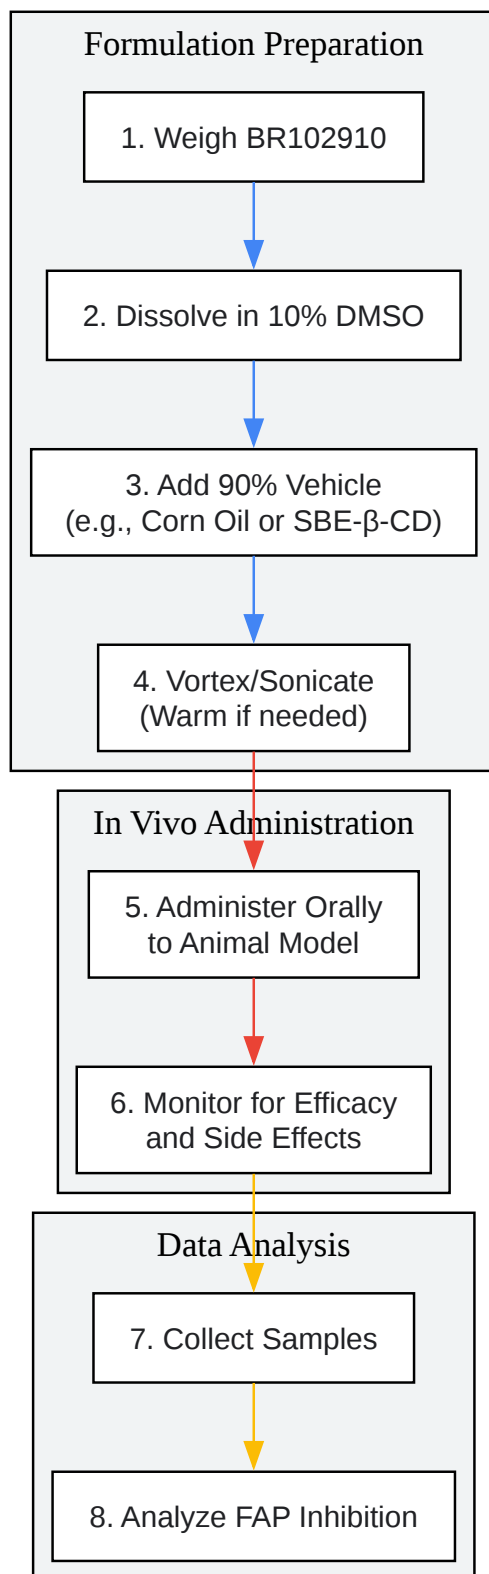 Formulation Preparation
1. Weigh BR102910
2. Dissolve in 10% DMSO
3. Add 90% Vehicle
(e.g., Corn Oil or SBE-β-CD)
4. Vortex/Sonicate
(Warm if needed)
In Vivo Administration
5. Administer Orally
to Animal Model
6. Monitor for Efficacy
and Side Effects
Data Analysis
7. Collect Samples
8. Analyze FAP Inhibition